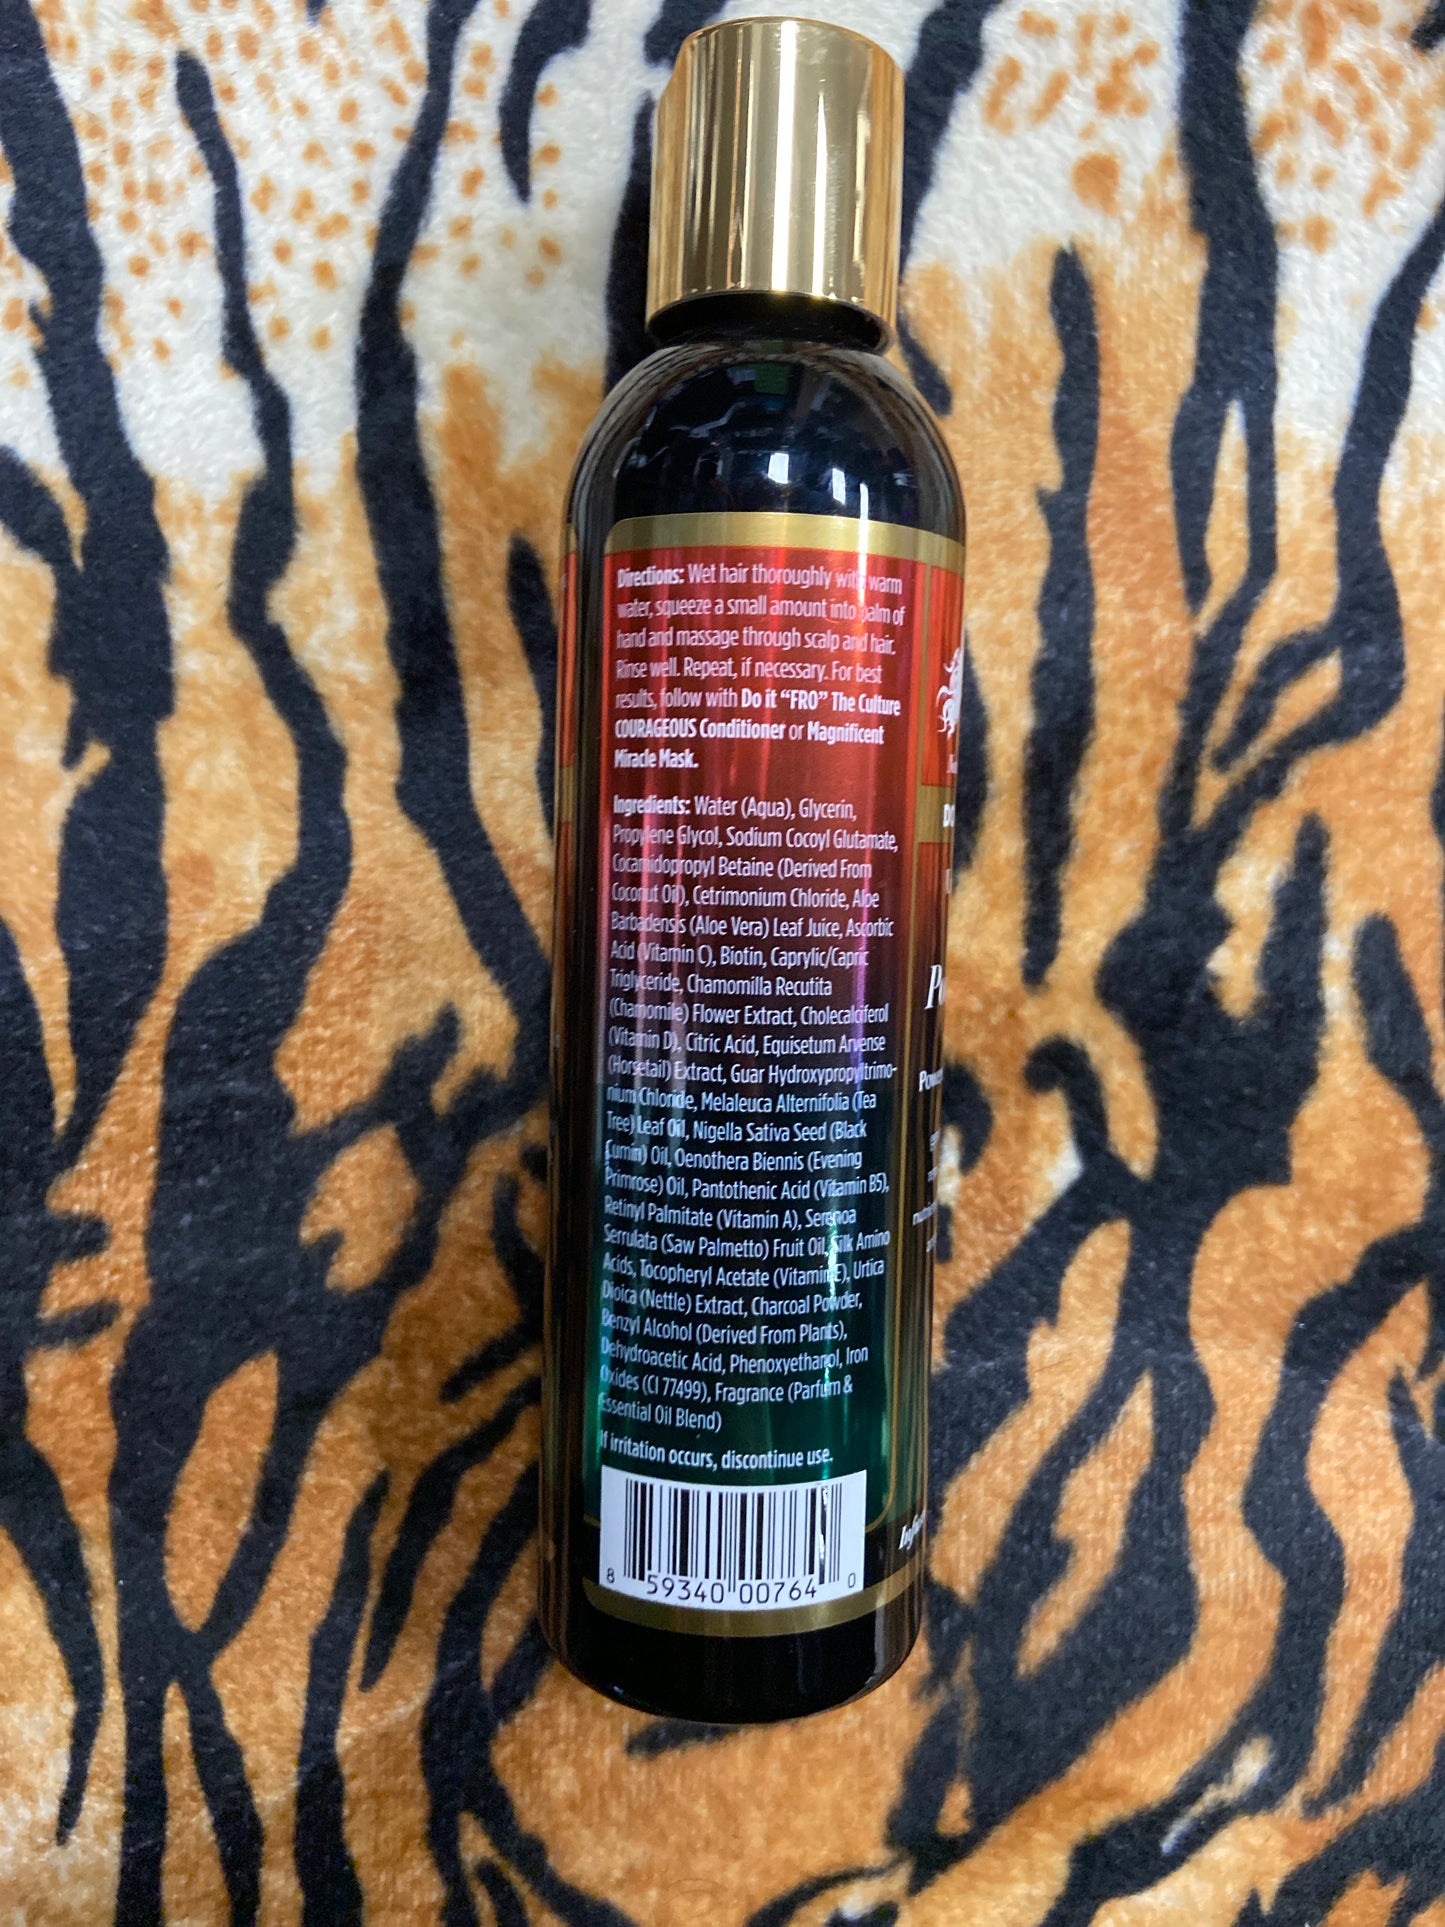 Directions: Wet hair thoroughly with warm
water, squeeze a small amount into palm of
hand and massage through scalp and hair.
Rinse well. Repeat, if necessary. For best
results, follow with Do it “FRO” The Culture
COURAGEOUS Conditioner or Magnificent
Miracle Mask.
Ingredients: Water (Aqua), Glycerin,
Propylene Glycol, Sodium Cocoyl Glutamate,
Cocamidopropyl Betaine (Derived From
Coconut Oil), Cetrimonium Chloride, Aloe
Barbadensis (Aloe Vera) Leaf Juice, Ascorbic
Acid (Vitamin C), Biotin, Caprylic/Capric
Triglyceride, Chamomilla Recutita
(Chamomile) Flower Extract, Cholecalciferol
(Vitamin D), Citric Acid, Equisetum Arvense
(Horsetail) Extract, Guar Hydroxypropyltrimo-
nium Chloride, Melaleuca Alternifolia (Tea
Tree) Leaf Oil, Nigella Sativa Seed (Black
Cumin) Oil, Oenothera Biennis (Evening
Primrose) Oil, Pantothenic Acid (Vitamin B5),
Retinyl Palmitate (Vitamin A), Serenoa
Serrulata (Saw Palmetto) Fruit Oil, Silk Amino
Acids, Tocopheryl Acetate (Vitamin E), Urtica
Dioica (Nettle) Extract, Charcoal Powder,
Benzyl Alcohol (Derived From Plants),
Dehydroacetic Acid, Phenoxyethanol, Iron
Oxides (CI 77499), Fragrance (Parfum &
Essential Oil Blend)
If irritation occurs, discontinue use.
8 59340 00764 0